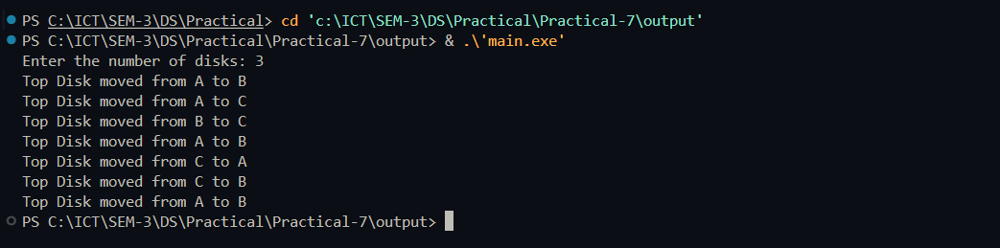 PS C:\ICT\SEM-3\DS\Practical> cd 'c:\ICT\SEM-3\DS\Practical\Practical-7\output'
PS C:\ICT\SEM-3\DS\Practical\Practical-7\output> & .\'main.exe'
Enter the number of disks: 3
Top Disk moved from A to B
Top Disk moved from A to C
Top Disk moved from B to C
Top Disk moved from A to B
Top Disk moved from C to A
Top Disk moved from C to B
Top Disk moved from A to B
PS C:\ICT\SEM-3\DS\Practical\Practical-7\output>